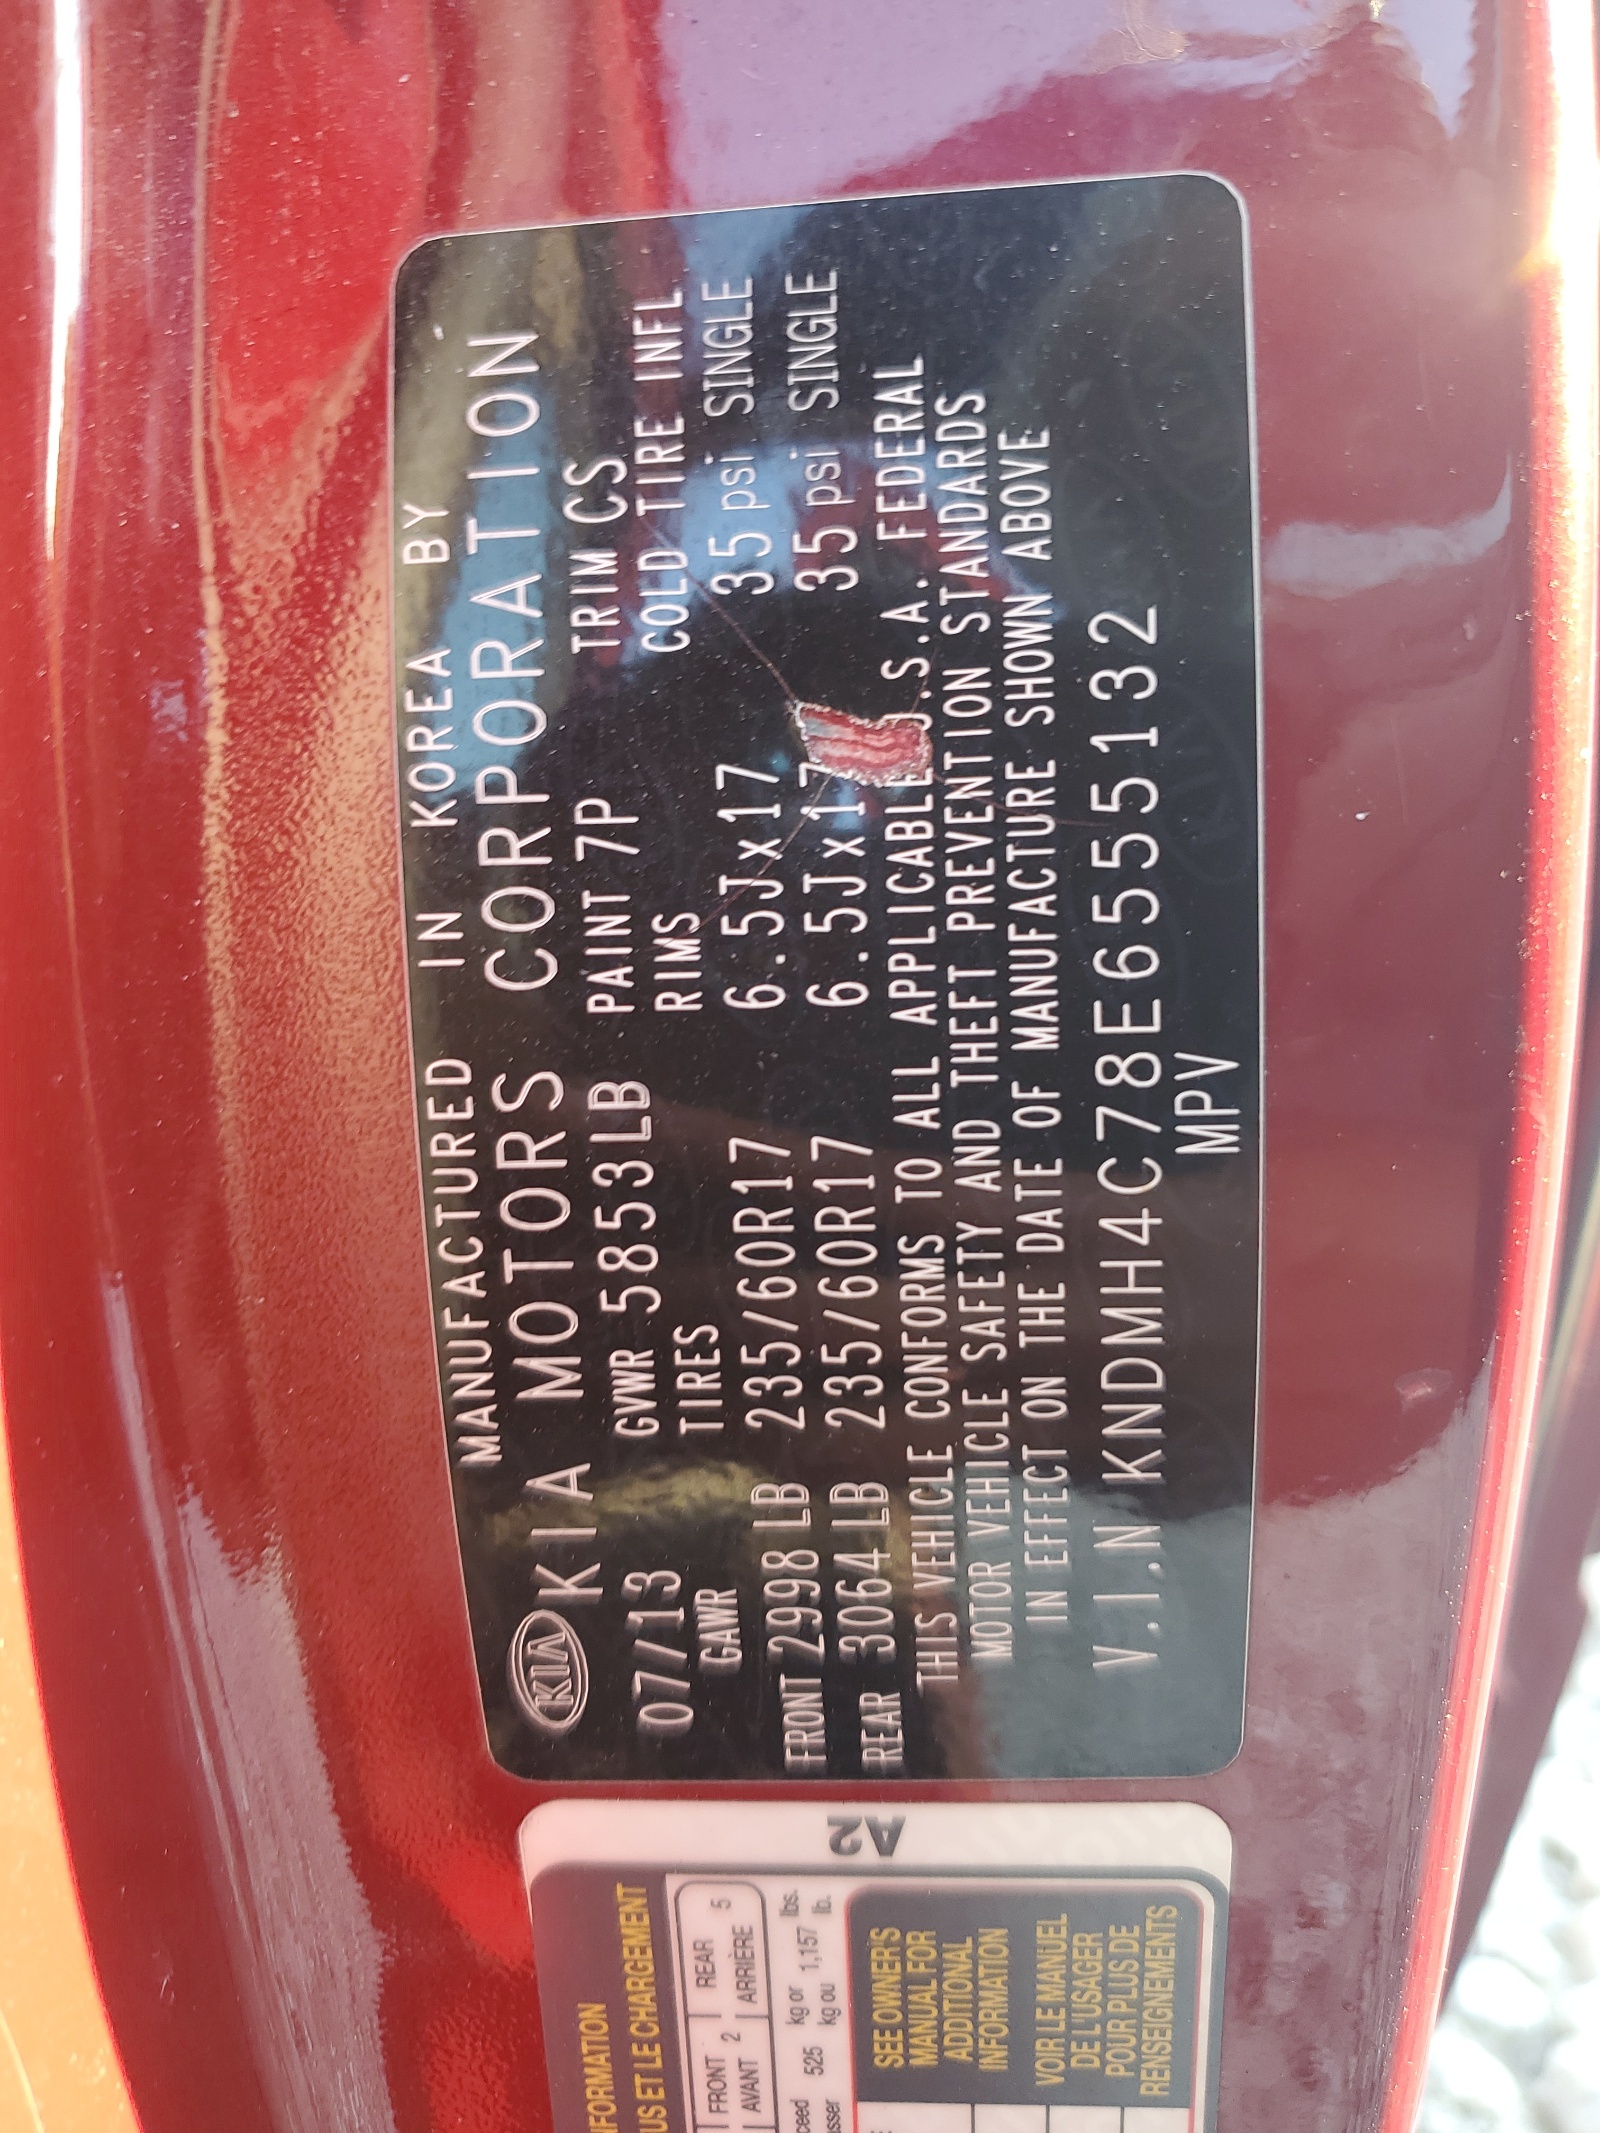 MANUFACTURED IN KOREA BY
KIA KIA MOTORS CORPORATION
07/13 GVWR 5853LB PAINT 7P TRIM CS
GAWR TIRES RIMS COLD TIRE INFL
FRONT 2998 LB 235/60R17 6.5Jx17 35 psi SINGLE
REAR 3064 LB 235/60R17 6.5Jx17 35 psi SINGLE
THIS VEHICLE CONFORMS TO ALL APPLICABLE U.S.A. FEDERAL
MOTOR VEHICLE SAFETY AND THEFT PREVENTION STANDARDS
IN EFFECT ON THE DATE OF MANUFACTURE SHOWN ABOVE
V.I.N KNDMH4C78E6555132
MPV
A2
ET LE CHARGEMENT
FRONT 2 REAR 5
AVANT ARRIÈRE
525 kg or 1,157 lbs.
kg ou lb.
SEE OWNER'S
MANUAL FOR
ADDITIONAL
INFORMATION
VOIR LE MANUEL
DE L'USAGER
POUR PLUS DE
RENSEIGNEMENTS